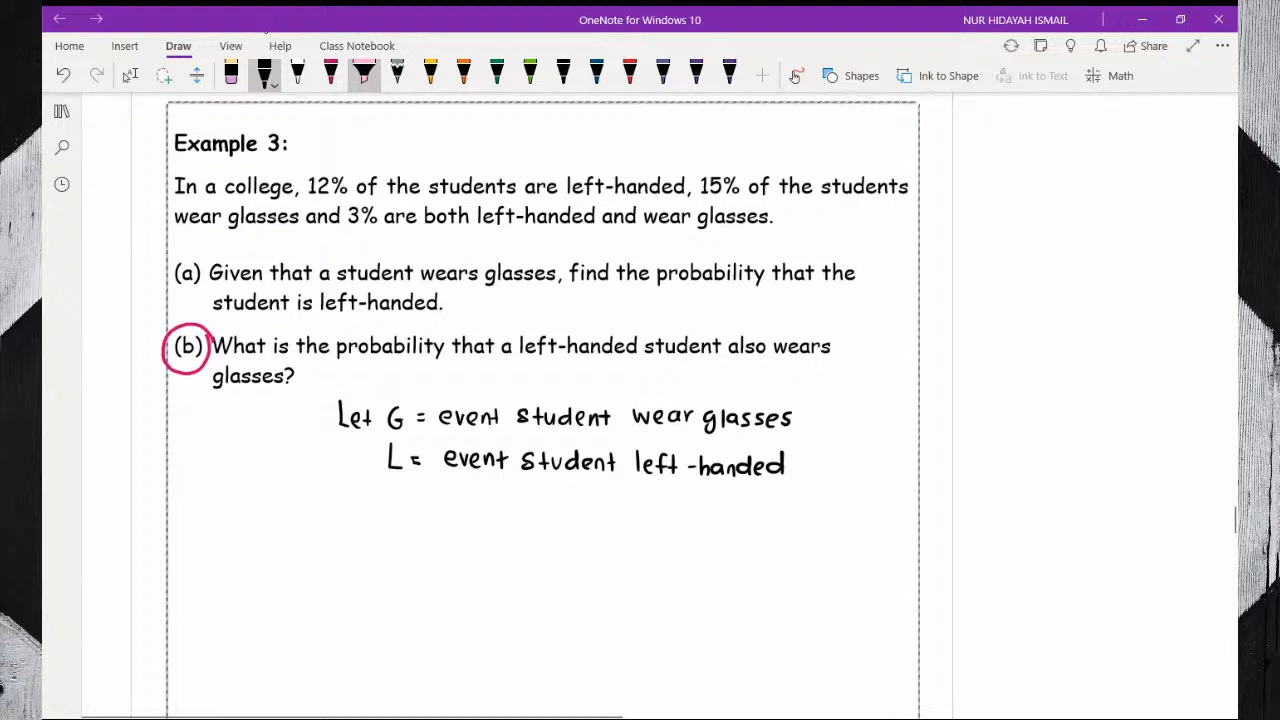 OneNote for Windows 10
NUR HIDAYAH ISMAIL
Home Insert Draw View Help Class Notebook
Share
Shapes Ink to Shape Ink to Text Math
Example 3:
In a college, 12% of the students are left-handed, 15% of the students
wear glasses and 3% are both left-handed and wear glasses.
(a) Given that a student wears glasses, find the probability that the
student is left-handed.
(b) What is the probability that a left-handed student also wears
glasses?
Let G = event student wear glasses
L = event student left-handed